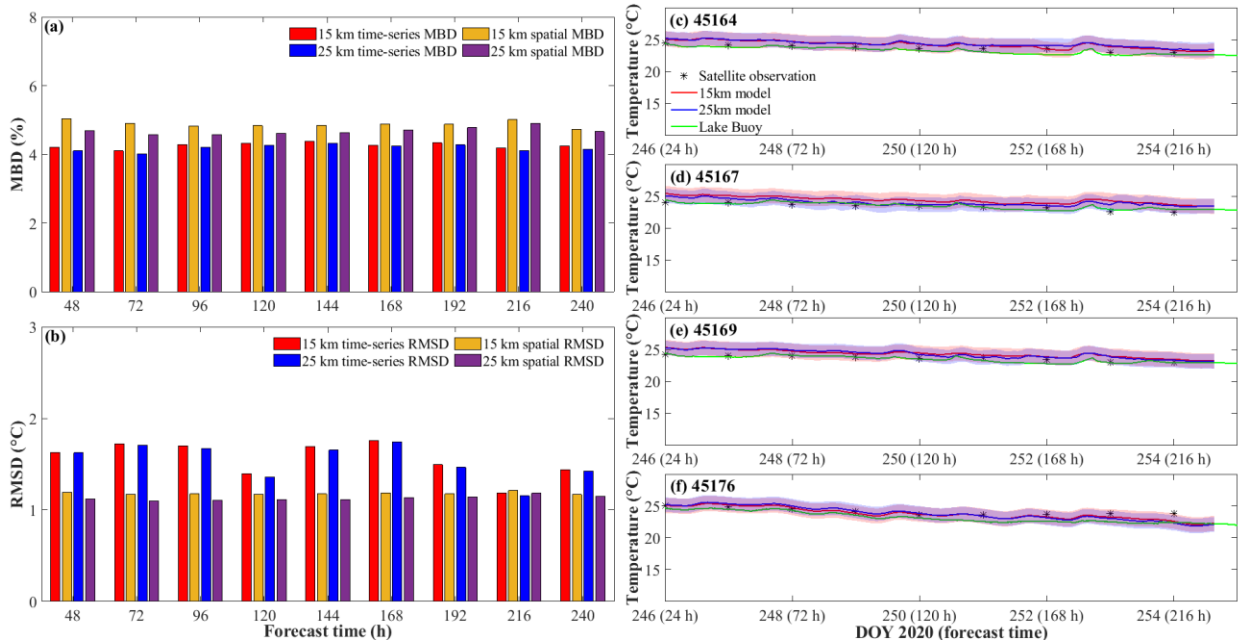 (a)
15 km time-series MBD
15 km spatial MBD
25 km time-series MBD
25 km spatial MBD
MBD (%)
8
6
4
2
0
48 72 96 120 144 168 192 216 240
(b)
15 km time-series RMSD
15 km spatial RMSD
25 km time-series RMSD
25 km spatial RMSD
RMSD (°C)
3
2
1
0
48 72 96 120 144 168 192 216 240
Forecast time (h)
(c) 45164
Temperature (°C)
25
20
15
Satellite observation
15km model
25km model
Lake Buoy
246 (24 h) 248 (72 h) 250 (120 h) 252 (168 h) 254 (216 h)
(d) 45167
Temperature (°C)
25
20
15
246 (24 h) 248 (72 h) 250 (120 h) 252 (168 h) 254 (216 h)
(e) 45169
Temperature (°C)
25
20
15
246 (24 h) 248 (72 h) 250 (120 h) 252 (168 h) 254 (216 h)
(f) 45176
Temperature (°C)
25
20
15
10
246 (24 h) 248 (72 h) 250 (120 h) 252 (168 h) 254 (216 h)
DOY 2020 (forecast time)